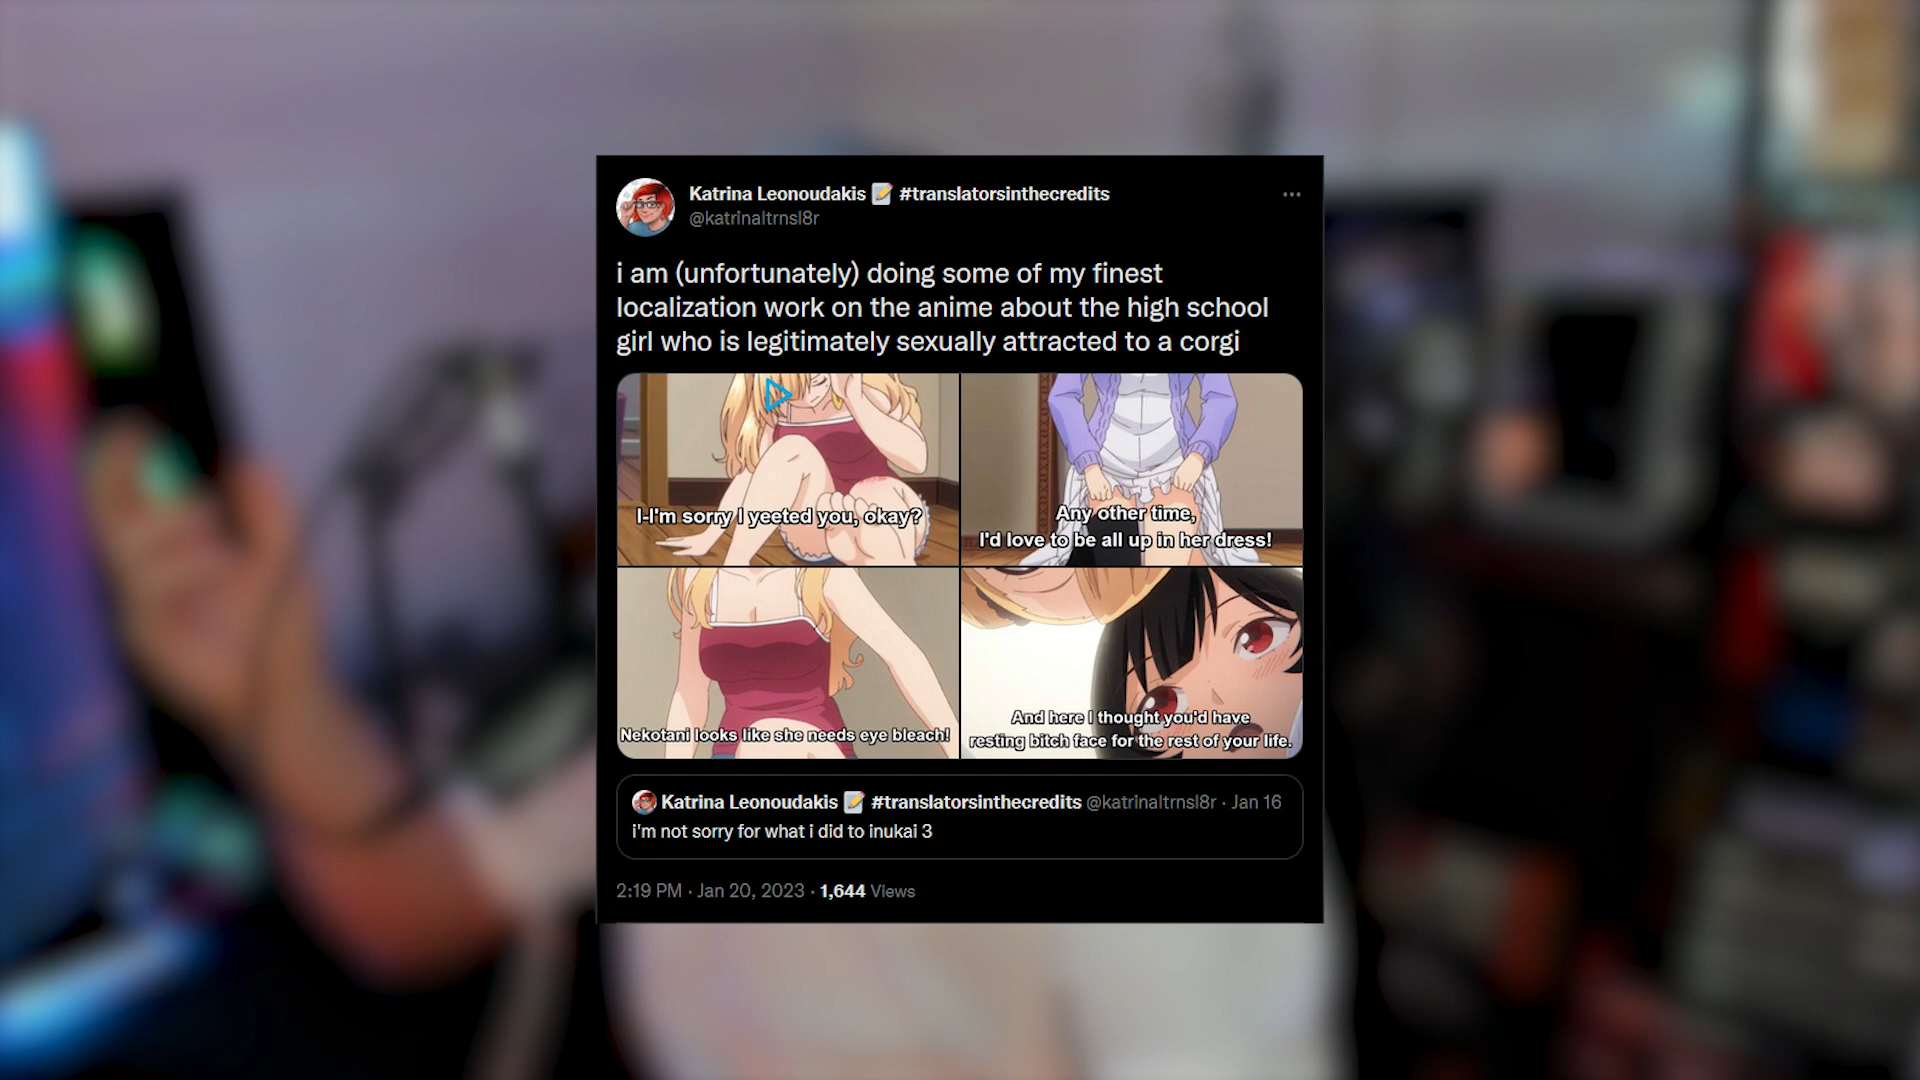 Katrina Leonoudakis 📝 #translatorsinthecredits
@katrinaltrnsl8r
i am (unfortunately) doing some of my finest
localization work on the anime about the high school
girl who is legitimately sexually attracted to a corgi
I-I'm sorry I yeeted you, okay?
Any other time,
I'd love to be all up in her dress!
Nekotani looks like she needs eye bleach!
And here I thought you'd have
resting bitch face for the rest of your life.
Katrina Leonoudakis 📝 #translatorsinthecredits @katrinaltrnsl8r · Jan 16
i'm not sorry for what i did to inukai 3
2:19 PM · Jan 20, 2023 · 1,644 Views